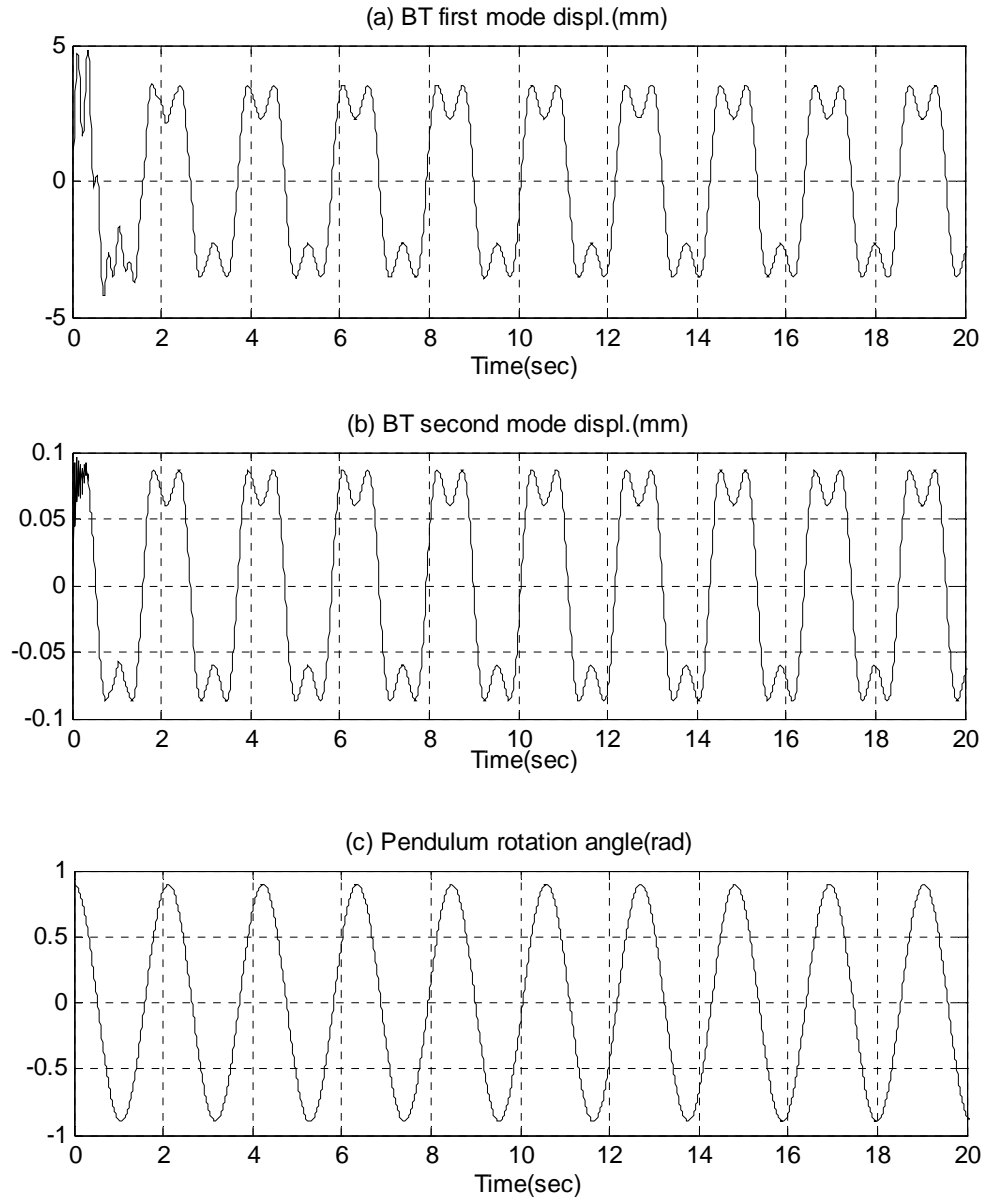 (a) BT first mode displ.(mm)
5
0
-5
0 2 4 6 8 10 12 14 16 18 20
Time(sec)
(b) BT second mode displ.(mm)
0.1
0.05
0
-0.05
-0.1
0 2 4 6 8 10 12 14 16 18 20
Time(sec)
(c) Pendulum rotation angle(rad)
1
0.5
0
-0.5
-1
0 2 4 6 8 10 12 14 16 18 20
Time(sec)